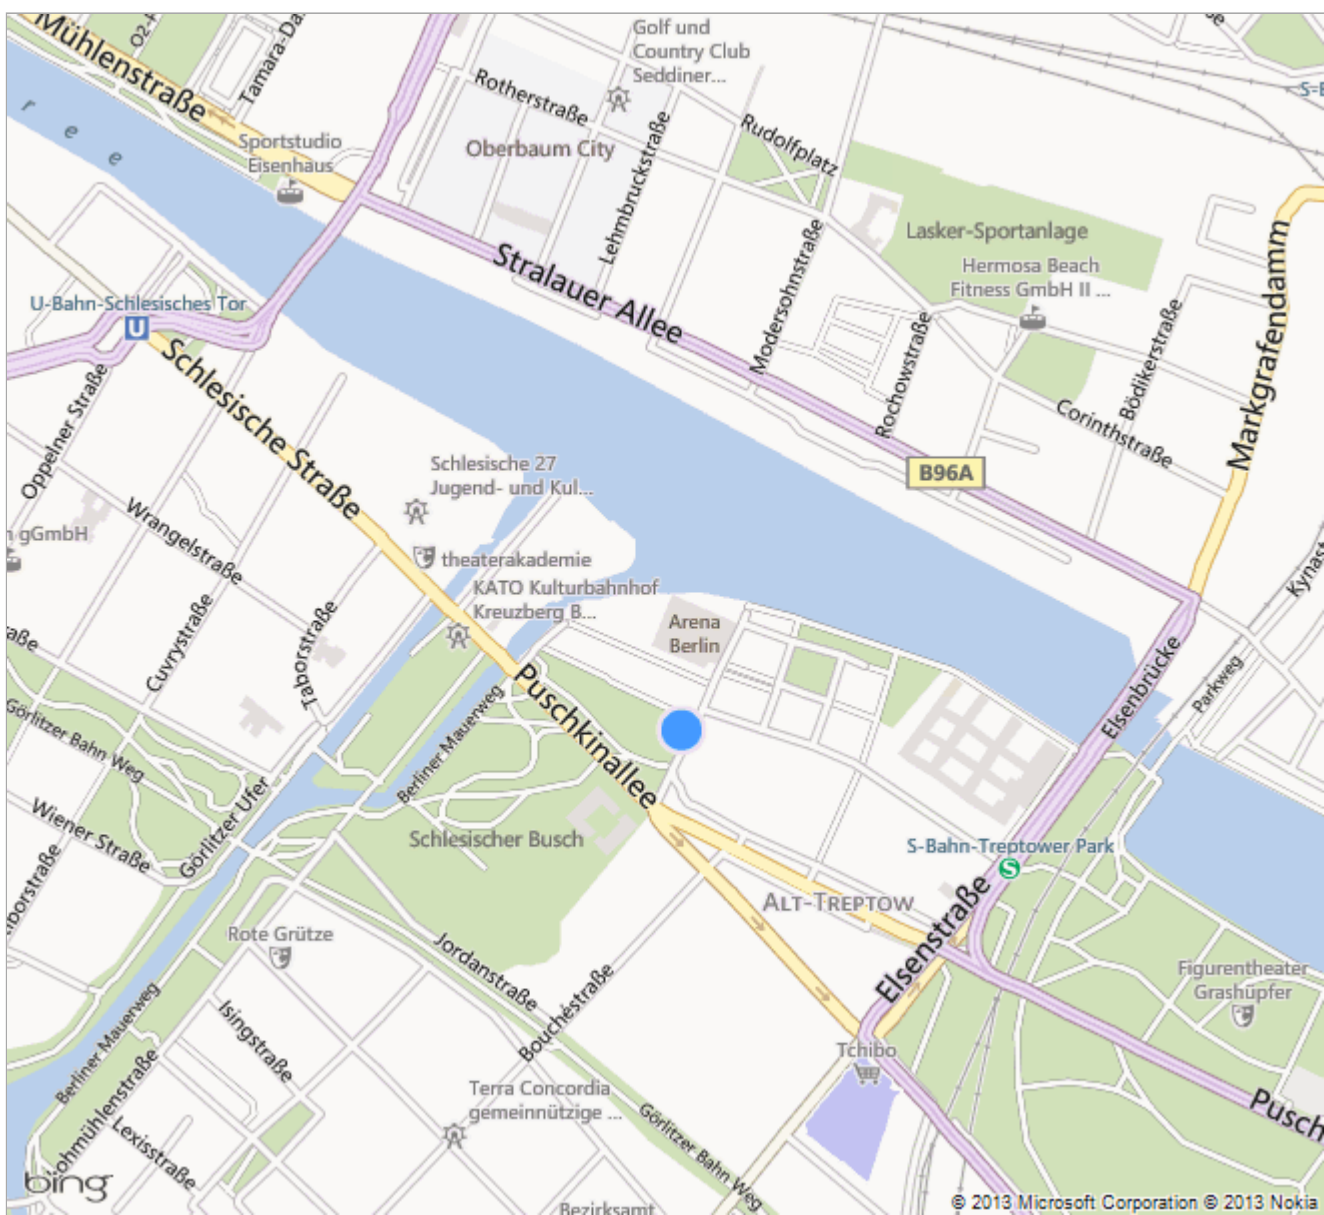 Mühlenstraße
O2-P
Tamara-Da
Golf und
Country Club
Seddiner...
Rotherstraße
Oberbaum City
Lehmbruckstraße
Rudolfplatz
S-B
r e e
Sportstudio
Eisenhaus
Stralauer Allee
Modersohnstraße
Lasker-Sportanlage
Hermosa Beach
Fitness GmbH II ...
Markgrafendamm
U-Bahn-Schlesisches Tor
U
Rochowstraße
Bödikerstraße
Corinthstraße
Schlesische Straße
Oppelner Straße
B96A
Schlesische 27
Jugend- und Kul...
n gGmbH
Wrangelstraße
theaterakademie
KATO Kulturbahnhof
Kreuzberg B...
Kynast
Arena
Berlin
raße
Cuvrystraße
Taborstraße
Elsenbrücke
Parkweg
Görlitzer Bahn Weg
Berliner Mauerweg
Puschkinallee
Wiener Straße
Görlitzer Ufer
Schlesischer Busch
S-Bahn-Treptower Park
S
aborstraße
ALT-TREPTOW
Elsenstraße
Rote Grütze
Jordanstraße
Bouchéstraße
Figurentheater
Grashüpfer
Berliner Mauerweg
Isingstraße
Tchibo
Terra Concordia
gemeinnützige ...
Görlitzer Bahn Weg
Pusch
Lohmühlenstraße
Lexisstraße
bing
Bezirksamt
© 2013 Microsoft Corporation © 2013 Nokia